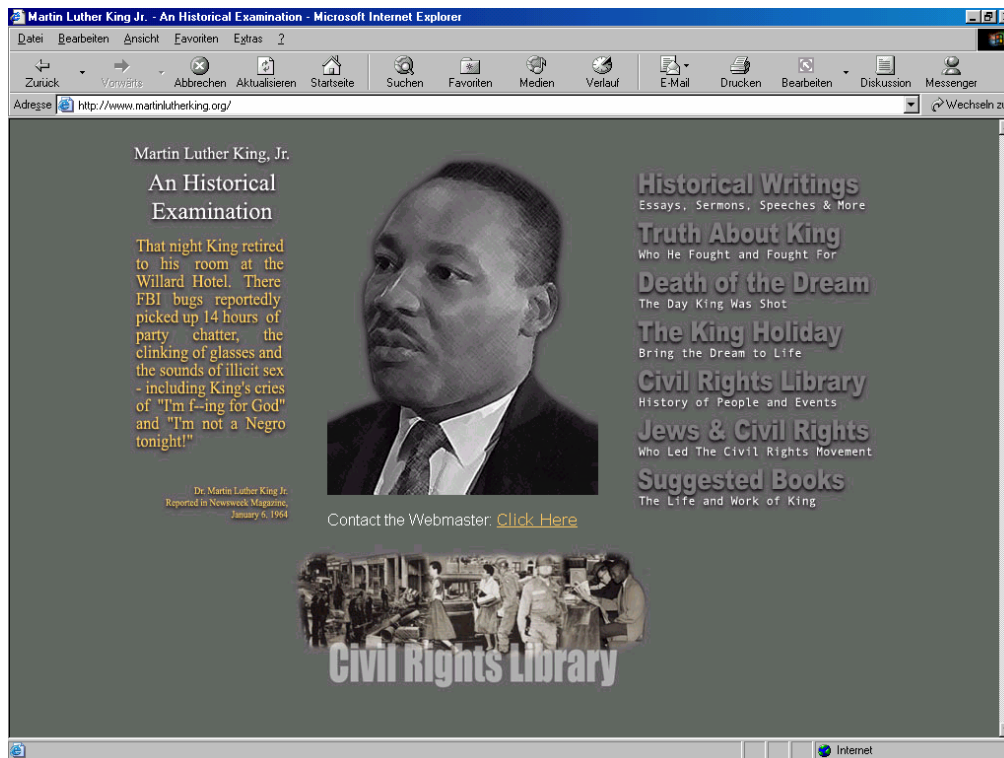 Martin Luther King Jr. - An Historical Examination - Microsoft Internet Explorer
Datei Bearbeiten Ansicht Favoriten Extras ?
Zurück Vorwärts Abbrechen Aktualisieren Startseite Suchen Favoriten Medien Verlauf E-Mail Drucken Bearbeiten Diskussion Messenger
Adresse http://www.martinlutherking.org/ Wechseln zu
Martin Luther King, Jr.
An Historical
Examination
That night King retired
to his room at the
Willard Hotel. There
FBI bugs reportedly
picked up 14 hours of
party chatter, the
clinking of glasses and
the sounds of illicit sex
- including King's cries
of "I'm f--ing for God"
and "I'm not a Negro
tonight!"
Dr. Martin Luther King Jr.
Reported in Newsweek Magazine,
January 6, 1964
Historical Writings
Essays, Sermons, Speeches & More
Truth About King
Who He Fought and Fought For
Death of the Dream
The Day King Was Shot
The King Holiday
Bring the Dream to Life
Civil Rights Library
History of People and Events
Jews & Civil Rights
Who Led The Civil Rights Movement
Suggested Books
The Life and Work of King
Contact the Webmaster: Click Here
Civil Rights Library
Internet